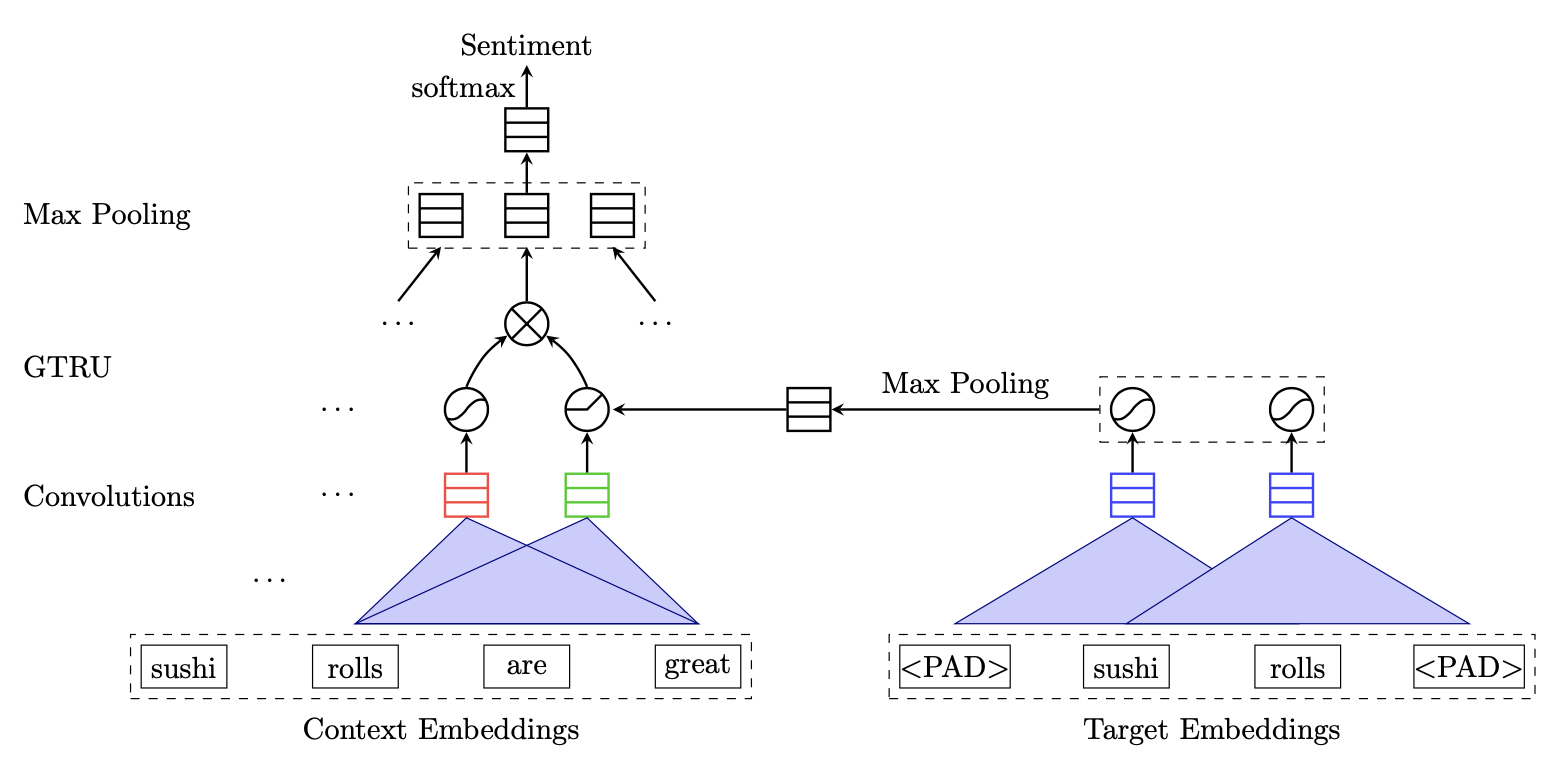 Sentiment
softmax
Max Pooling
. . .
. . .
GTRU
Max Pooling
. . .
Convolutions
. . .
. . .
sushi rolls are great
<PAD> sushi rolls <PAD>
Context Embeddings
Target Embeddings